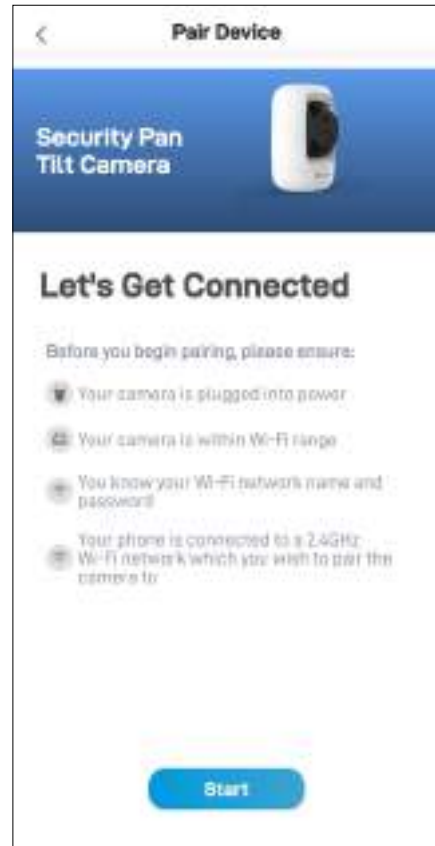 Pair Device
Security Pan
Tilt Camera
Let's Get Connected
Before you begin pairing, please ensure:
Your camera is plugged into power
Your camera is within Wi-Fi range
You know your Wi-Fi network name and
password
Your phone is connected to a 2.4GHz
Wi-Fi network which you wish to pair the
camera to
Start